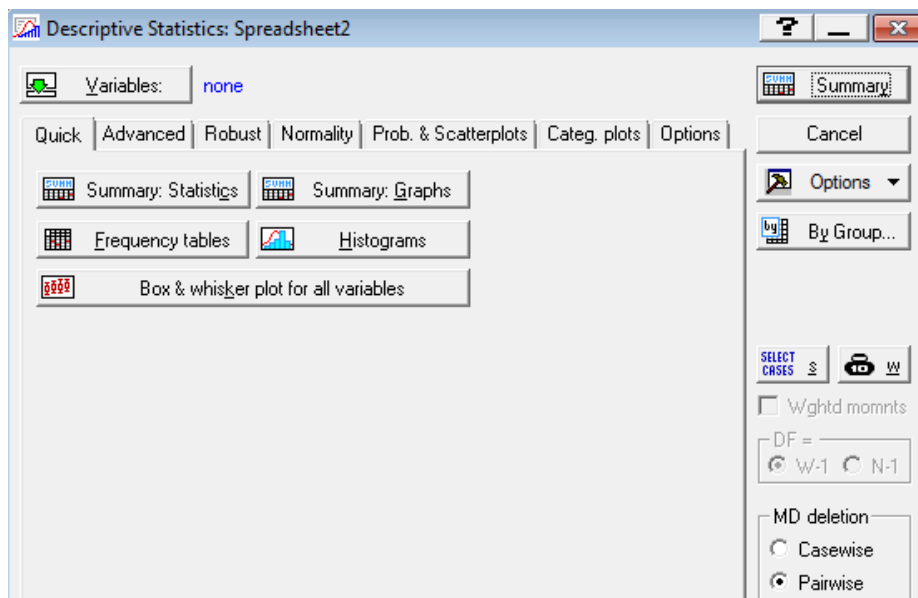 Descriptive Statistics: Spreadsheet2
Variables: none
Summary
Quick Advanced Robust Normality Prob. & Scatterplots Categ. plots Options
Cancel
Summary: Statistics Summary: Graphs
Options
Frequency tables Histograms
By Group...
Box & whisker plot for all variables
SELECT CASES S W
Wghtd momnts
DF =
W-1 N-1
MD deletion
Casewise
Pairwise